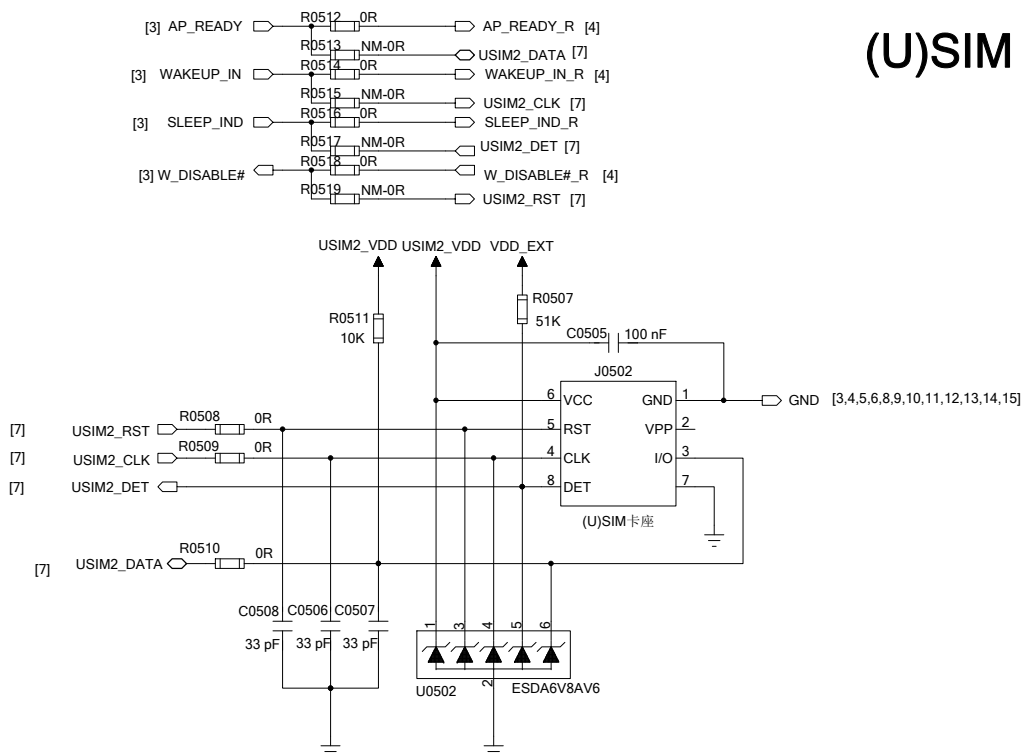 (U)SIM
[3] AP_READY R0512 0R AP_READY_R [4]
R0513 NM-0R USIM2_DATA [7]
[3] WAKEUP_IN R0514 0R WAKEUP_IN_R [4]
R0515 NM-0R USIM2_CLK [7]
[3] SLEEP_IND R0516 0R SLEEP_IND_R
R0517 NM-0R USIM2_DET [7]
[3] W_DISABLE# R0518 0R W_DISABLE#_R [4]
R0519 NM-0R USIM2_RST [7]
USIM2_VDD USIM2_VDD VDD_EXT
R0507
51K
R0511
10K
C0505 100 nF
J0502
6 VCC GND 1 GND [3,4,5,6,8,9,10,11,12,13,14,15]
[7] USIM2_RST R0508 0R 5 RST VPP 2
[7] USIM2_CLK R0509 0R 4 CLK I/O 3
[7] USIM2_DET 8 DET 7
(U)SIM卡座
[7] USIM2_DATA R0510 0R
C0508 C0506 C0507
33 pF 33 pF 33 pF
1 3 4 5 6
2
U0502 ESDA6V8AV6